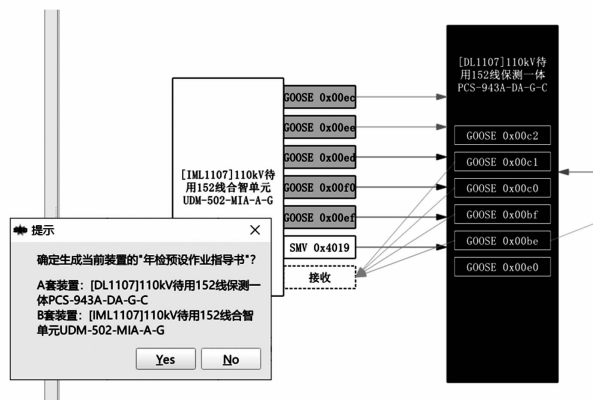 [DL1107]110kV待
用152线保测一体
PCS-943A-DA-G-C
GOOSE 0x00c2
GOOSE 0x00c1
GOOSE 0x00c0
GOOSE 0x00bf
GOOSE 0x00be
GOOSE 0x00e0
GOOSE 0x00ec
GOOSE 0x00ee
GOOSE 0x00ed
GOOSE 0x00f0
GOOSE 0x00ef
SMV 0x4019
接收
[IML1107]110kV待
用152线合智单元
UDM-502-MIA-A-G
提示
确定生成当前装置的"年检预设作业指导书"？
A套装置：[DL1107]110kV待用152线保测一
体PCS-943A-DA-G-C
B套装置：[IML1107]110kV待用152线合智
单元UDM-502-MIA-A-G
Yes
No